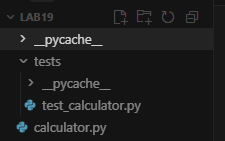 LAB19
__pycache__
tests
__pycache__
test_calculator.py
calculator.py